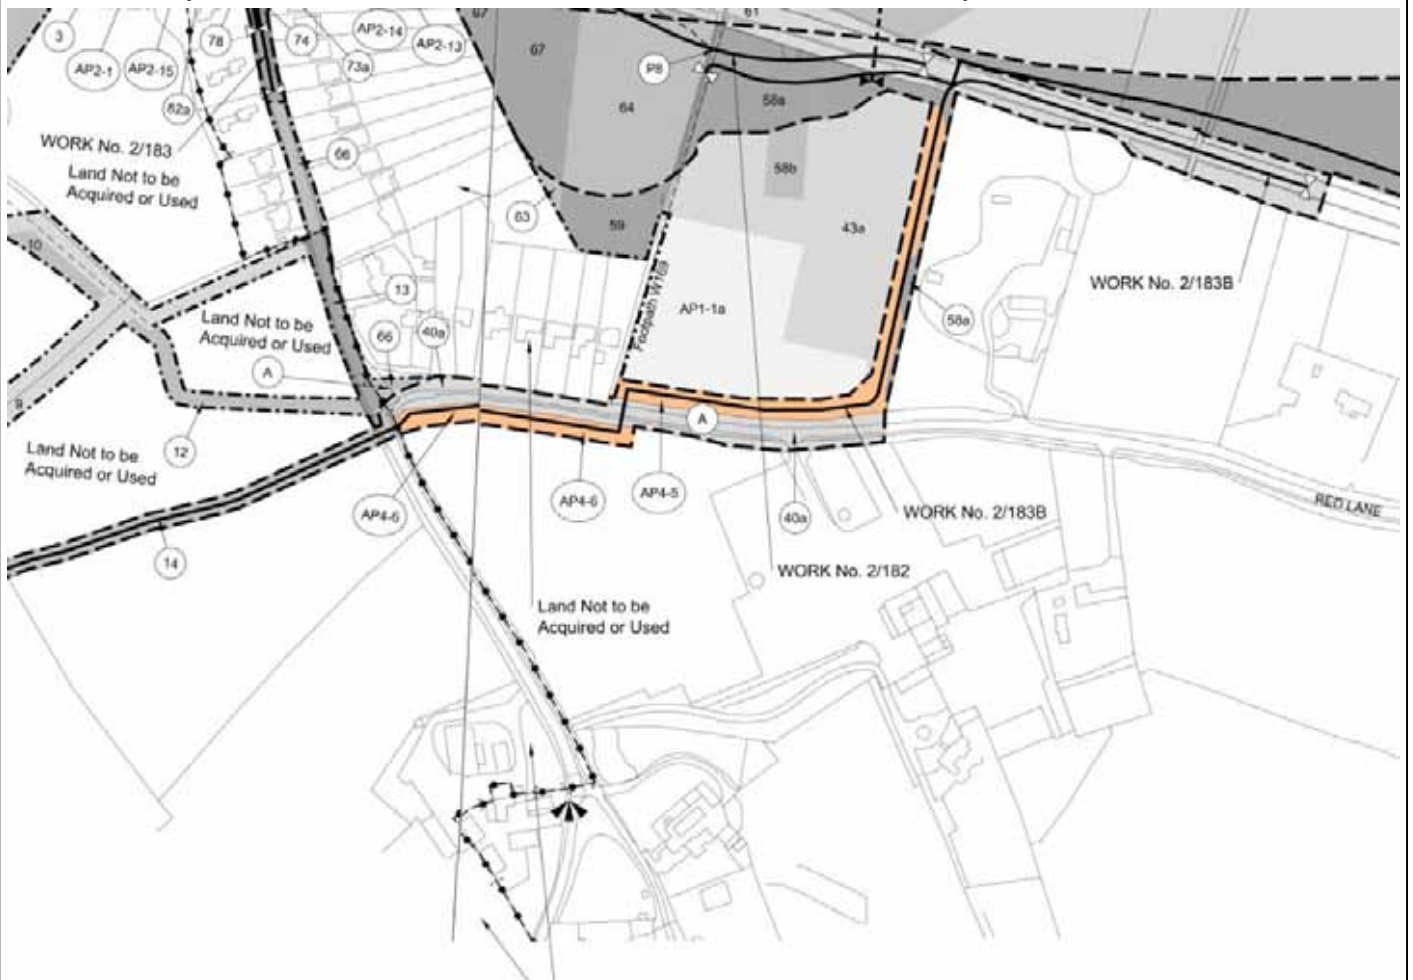 67
61
3
78
74
AP2-14
AP2-13
67
AP2-1
AP2-15
73a
P8
82a
64
58a
WORK No. 2/183
66
58b
Land Not to be
Acquired or Used
63
59
43a
10
Footpath W169
WORK No. 2/183B
13
AP1-1a
Land Not to be
Acquired or Used
66
40a
58a
A
9
A
12
Land Not to be
Acquired or Used
AP4-6
AP4-6
AP4-5
40a
WORK No. 2/183B
RED LANE
14
WORK No. 2/182
Land Not to be
Acquired or Used